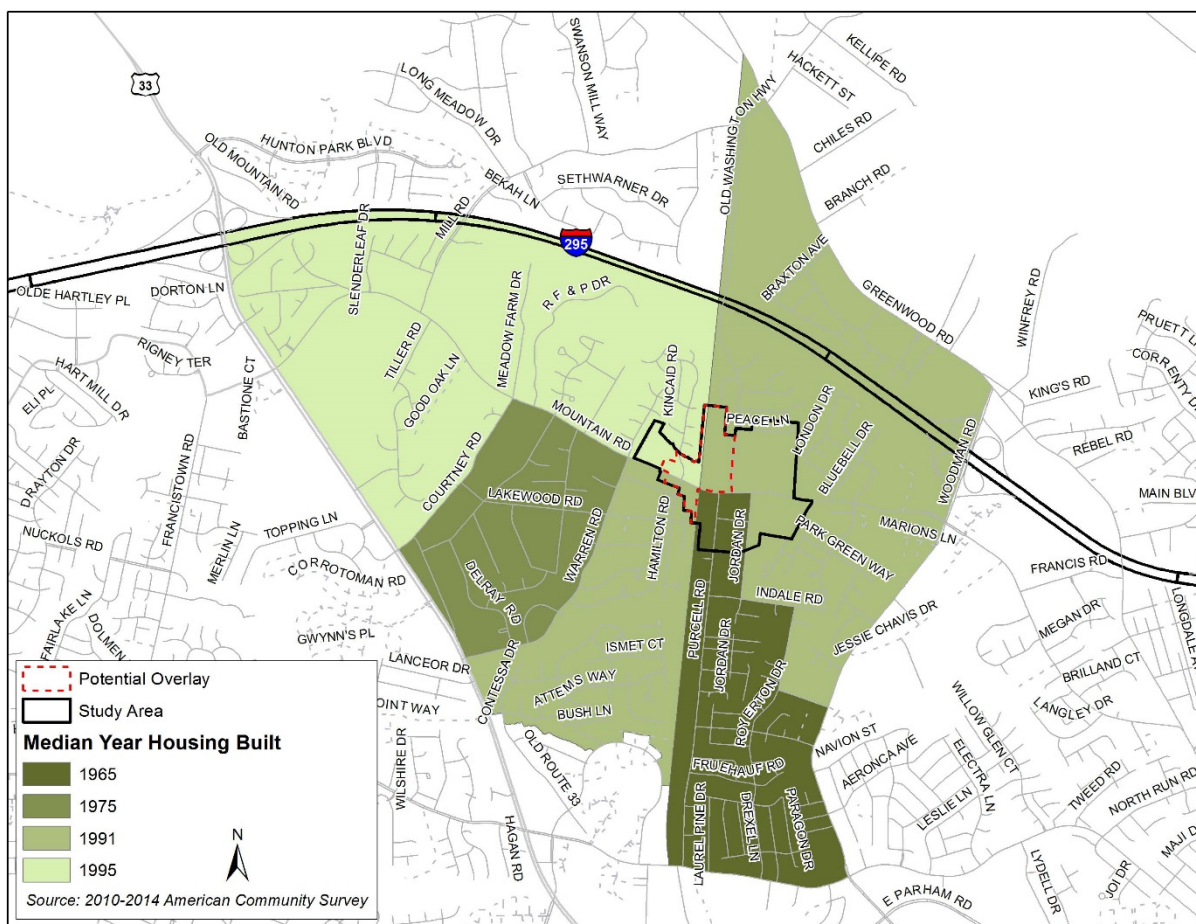 33
KELLIPE RD
HACKETT ST
SWANSON MILL WAY
LONG MEADOW DR
OLD WASHINGTON HWY
CHILES RD
HUNTON PARK BLVD
OLD MOUNTAIN RD
BEKAH LN
SETHWARNER DR
BRANCH RD
MILL RD
SLENDERLEAF DR
295
BRAXTON AVE
GREENWOOD RD
WINFREY RD
OLDE HARTLEY PL
DORTON LN
R F & P DR
MEADOW FARM DR
RIGNEY TER
TILLER RD
GOOD OAK LN
KINCAID RD
HART MILL DR
ELI PL
BASTIONE CT
KING'S RD
MOUNTAIN RD
PEACE LN
LONDON DR
BLUEBELL DR
WOODMAN RD
REBEL RD
DRAYTON DR
FRANCISTOWN RD
COURTNEY RD
LAKEWOOD RD
WARREN RD
HAMILTON RD
JORDAN DR
PARK GREEN WAY
MARIONS LN
NUCKOLS RD
MERLIN LN
TOPPING LN
CORROTOMAN RD
DELRAY RD
PURCELL RD
INDALE RD
FRANCIS RD
FAIRLAKE LN
GWYNN'S PL
JESSIE CHAVIS DR
MEGAN DR
LANCEOR DR
CONTESSA DR
ISMET CT
JORDAN DR
ROYERTON DR
BRILLAND CT
ATTEMS WAY
BUSH LN
WILLOW GLEN CT
LANGLEY DR
OLD ROUTE 33
NAVION ST
AERONCA AVE
ELECTRA LN
LESLIE LN
TWEED RD
NORTH RUN RD
WILSHIRE DR
FRUEHAUF RD
LAUREL PINE DR
DREXEL LN
PARAGON DR
HAGAN RD
LYDELL DR
JOI DR
E PARHAM RD
Potential Overlay
Study Area
Median Year Housing Built
1965
1975
1991
1995
N
Source: 2010-2014 American Community Survey